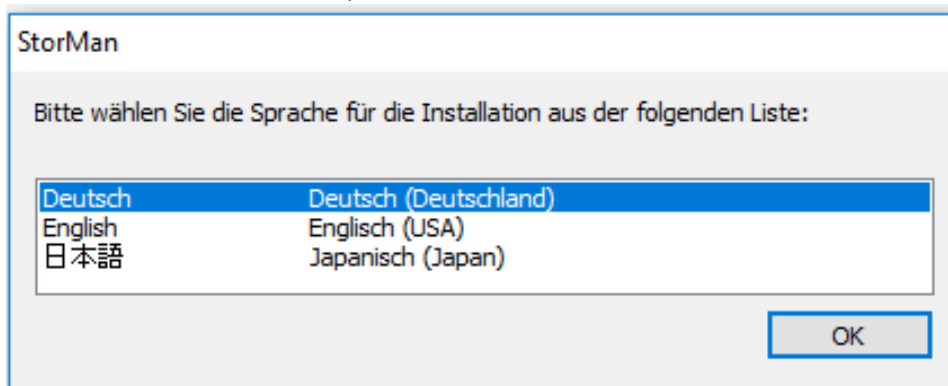 StorMan
Bitte wählen Sie die Sprache für die Installation aus der folgenden Liste:
Deutsch Deutsch (Deutschland)
English Englisch (USA)
日本語 Japanisch (Japan)
OK